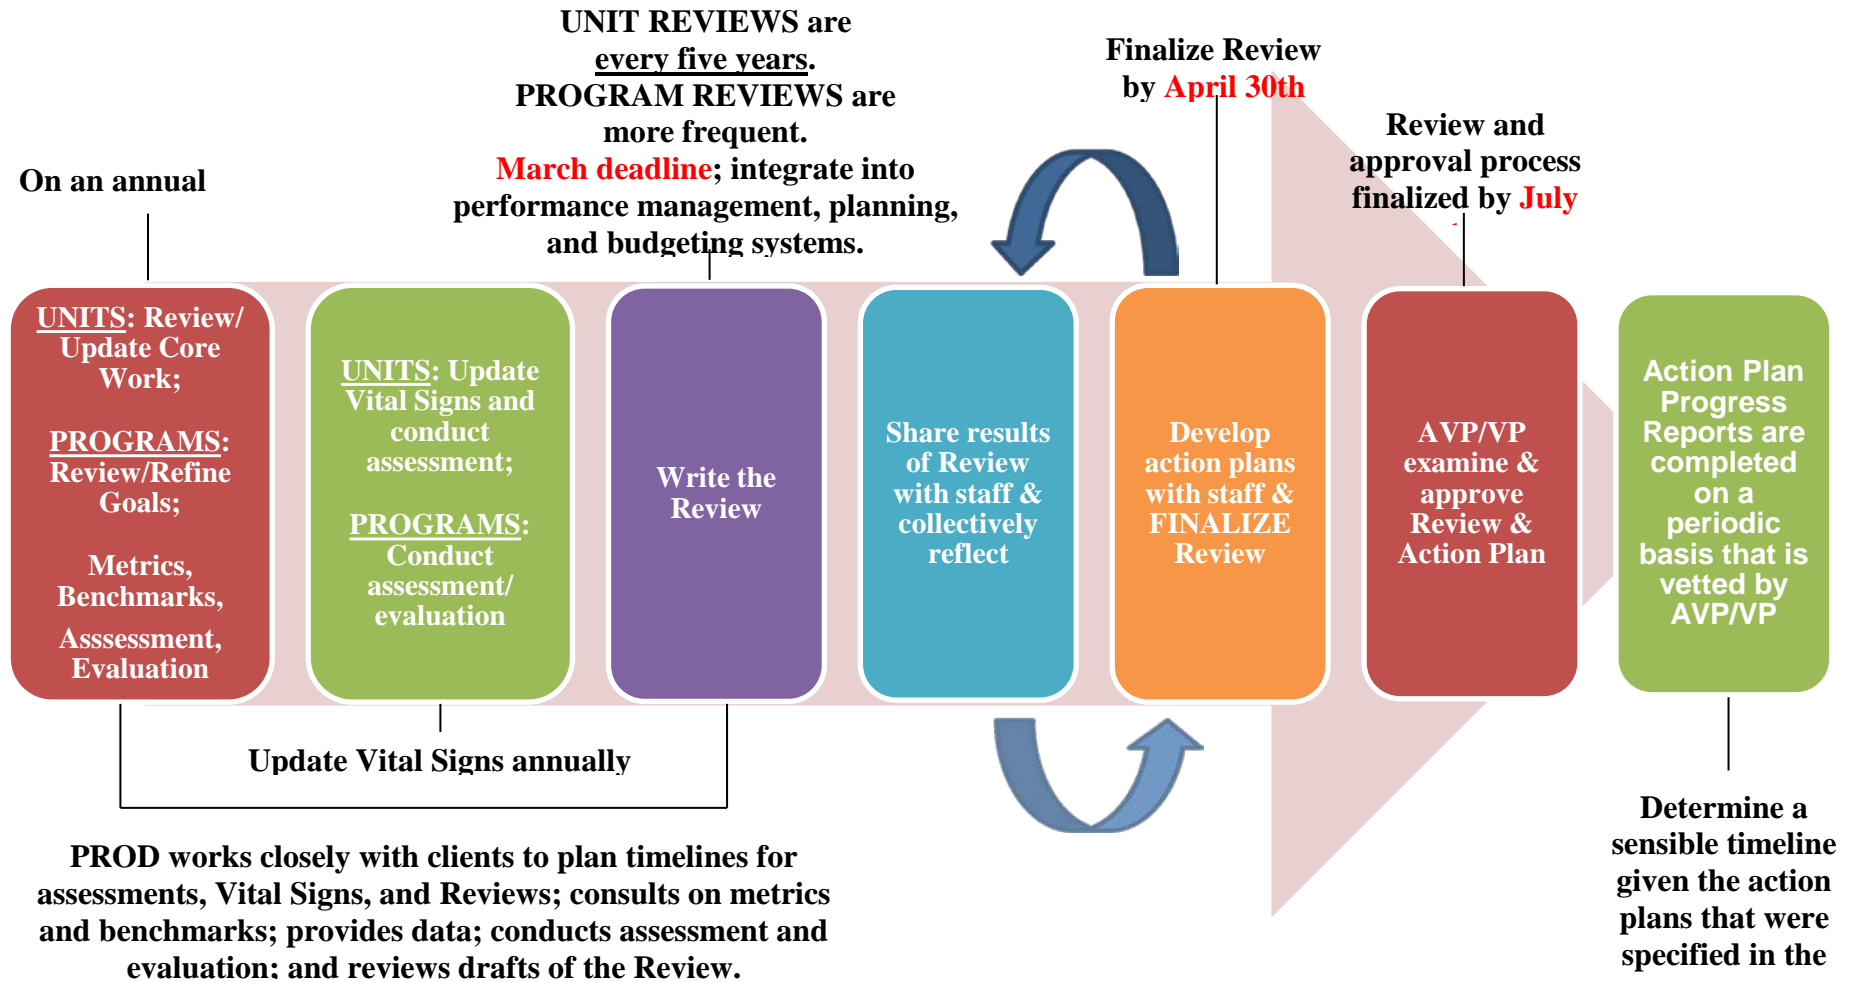 UNIT REVIEWS are
every five years.
PROGRAM REVIEWS are
more frequent.
March deadline; integrate into
performance management, planning,
and budgeting systems.
Finalize Review
by April 30th
Review and
approval process
finalized by July
On an annual
UNITS: Review/
Update Core
Work;
PROGRAMS:
Review/Refine
Goals;
Metrics,
Benchmarks,
Asssessment,
Evaluation
UNITS: Update
Vital Signs and
conduct
assessment;
PROGRAMS:
Conduct
assessment/
evaluation
Write the
Review
Share results
of Review
with staff &
collectively
reflect
Develop
action plans
with staff &
FINALIZE
Review
AVP/VP
examine &
approve
Review &
Action Plan
Action Plan
Progress
Reports are
completed
on a
periodic
basis that is
vetted by
AVP/VP
Update Vital Signs annually
PROD works closely with clients to plan timelines for
assessments, Vital Signs, and Reviews; consults on metrics
and benchmarks; provides data; conducts assessment and
evaluation; and reviews drafts of the Review.
Determine a
sensible timeline
given the action
plans that were
specified in the